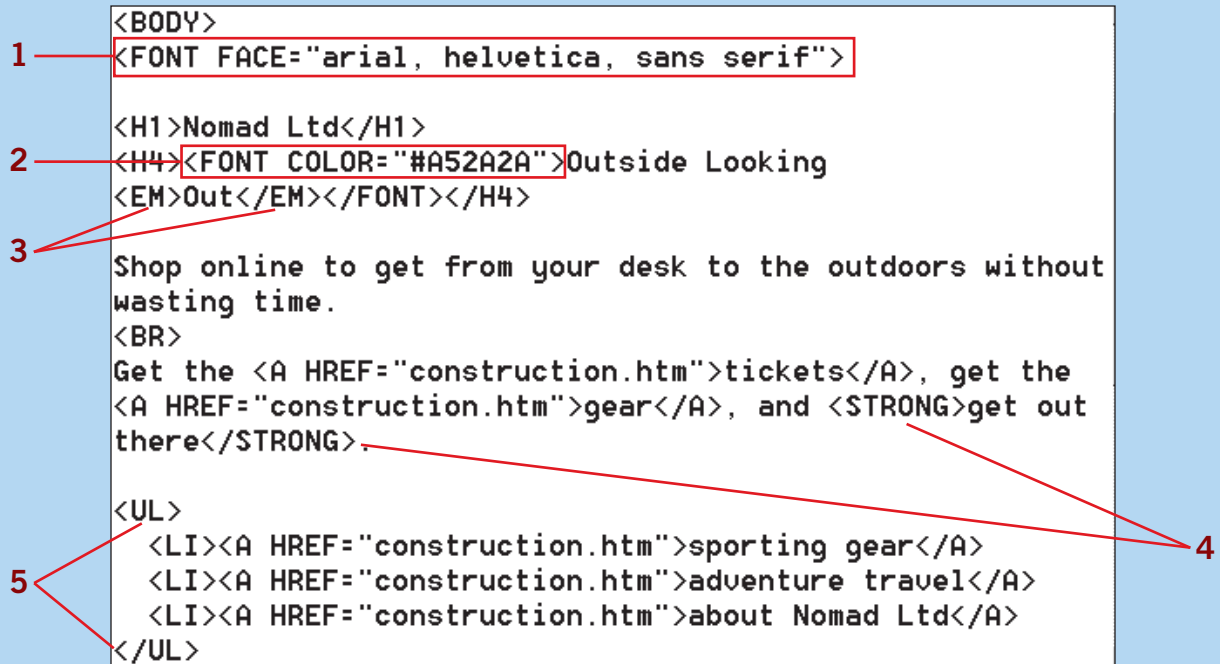 <BODY>
1
<FONT FACE="arial, helvetica, sans serif">
<H1>Nomad Ltd</H1>
2
<H4><FONT COLOR="#A52A2A">Outside Looking
<EM>Out</EM></FONT></H4>
3
Shop online to get from your desk to the outdoors without
wasting time.
<BR>
Get the <A HREF="construction.htm">tickets</A>, get the
<A HREF="construction.htm">gear</A>, and <STRONG>get out
there</STRONG>.
<UL>
<LI><A HREF="construction.htm">sporting gear</A>
4
5
<LI><A HREF="construction.htm">adventure travel</A>
<LI><A HREF="construction.htm">about Nomad Ltd</A>
</UL>